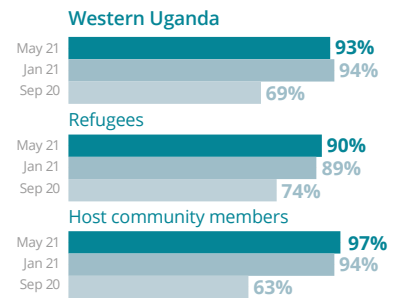 Western Uganda
May 21 93%
Jan 21 94%
Sep 20 69%
Refugees
May 21 90%
Jan 21 89%
Sep 20 74%
Host community members
May 21 97%
Jan 21 94%
Sep 20 63%